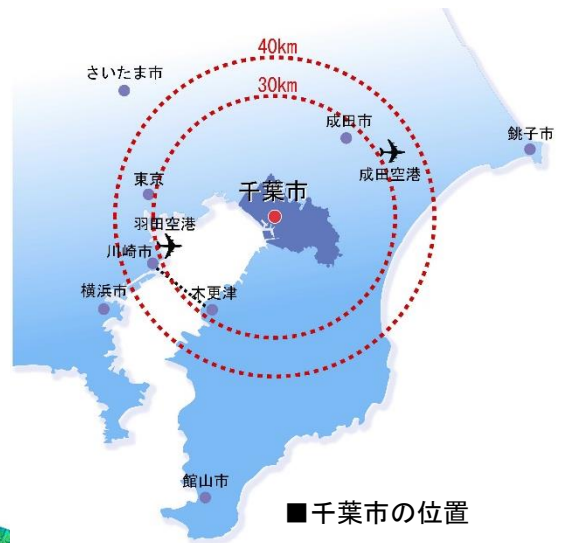 40km
さいたま市
30km
成田市
銚子市
成田空港
東京
千葉市
羽田空港
川崎市
横浜市
木更津
館山市
■千葉市の位置